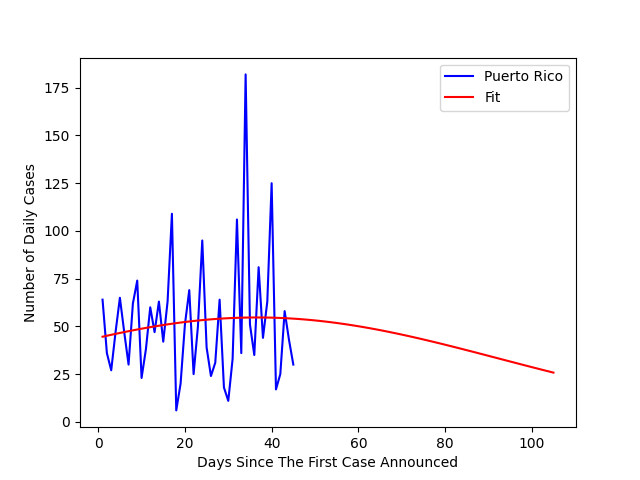 Puerto Rico
Fit
175
150
125
100
75
50
25
0
Number of Daily Cases
0 20 40 60 80 100
Days Since The First Case Announced